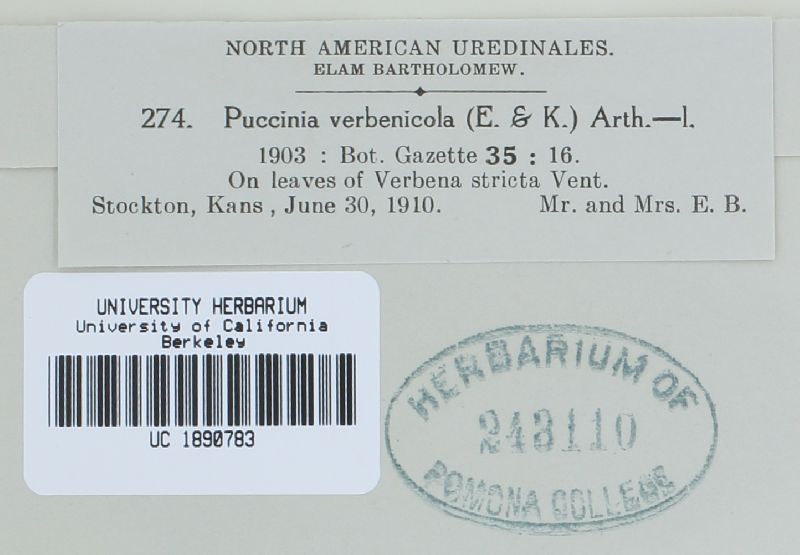 NORTH AMERICAN UREDINALES.
ELAM BARTHOLOMEW.
274. Puccinia verbenicola (E. & K.) Arth.—I.
1903 : Bot. Gazette 35 : 16.
On leaves of Verbena stricta Vent.
Stockton, Kans , June 30, 1910. Mr. and Mrs. E. B.
UNIVERSITY HERBARIUM
University of California
Berkeley
UC 1890783
HERBARIUM OF
243110
POMONA COLLEGE